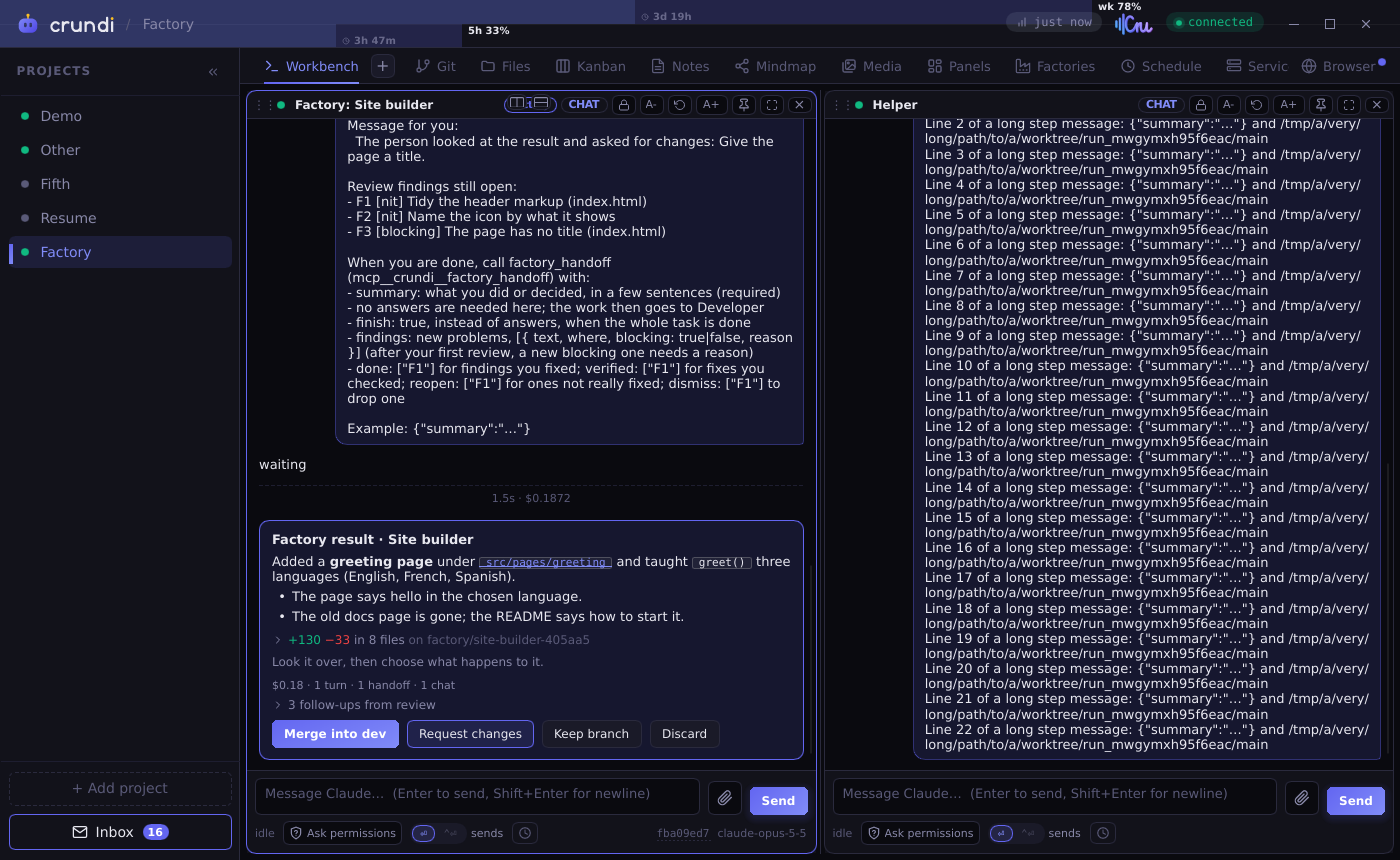 crundi / Factory
3d 19h
3h 47m
5h 33%
wk 78%
just now
Cru
connected
PROJECTS
«
Demo
Other
Fifth
Resume
Factory
+ Add project
Inbox 16
Workbench
+
Git
Files
Kanban
Notes
Mindmap
Media
Panels
Factories
Schedule
Servic
Browser
Factory: Site builder
CHAT
A-
A+
Message for you:
The person looked at the result and asked for changes: Give the
page a title.
Review findings still open:
- F1 [nit] Tidy the header markup (index.html)
- F2 [nit] Name the icon by what it shows
- F3 [blocking] The page has no title (index.html)
When you are done, call factory_handoff
(mcp__crundi__factory_handoff) with:
- summary: what you did or decided, in a few sentences (required)
- no answers are needed here; the work then goes to Developer
- finish: true, instead of answers, when the whole task is done
- findings: new problems, [{ text, where, blocking: true|false, reason
}] (after your first review, a new blocking one needs a reason)
- done: ["F1"] for findings you fixed; verified: ["F1"] for fixes you
checked; reopen: ["F1"] for ones not really fixed; dismiss: ["F1"] to
drop one
Example: {"summary":"…"}
waiting
1.5s · $0.1872
Factory result · Site builder
Added a greeting page under src/pages/greeting and taught greet() three
languages (English, French, Spanish).
• The page says hello in the chosen language.
• The old docs page is gone; the README says how to start it.
+130 −33 in 8 files on factory/site-builder-405aa5
Look it over, then choose what happens to it.
$0.18 · 1 turn · 1 handoff · 1 chat
3 follow-ups from review
Merge into dev
Request changes
Keep branch
Discard
Message Claude… (Enter to send, Shift+Enter for newline)
Send
idle
Ask permissions
sends
fba09ed7 claude-opus-5-5
Helper
CHAT
A-
A+
Line 2 of a long step message: {"summary":"…"} and /tmp/a/very/
long/path/to/a/worktree/run_mwgymxh95f6eac/main
Line 3 of a long step message: {"summary":"…"} and /tmp/a/very/
long/path/to/a/worktree/run_mwgymxh95f6eac/main
Line 4 of a long step message: {"summary":"…"} and /tmp/a/very/
long/path/to/a/worktree/run_mwgymxh95f6eac/main
Line 5 of a long step message: {"summary":"…"} and /tmp/a/very/
long/path/to/a/worktree/run_mwgymxh95f6eac/main
Line 6 of a long step message: {"summary":"…"} and /tmp/a/very/
long/path/to/a/worktree/run_mwgymxh95f6eac/main
Line 7 of a long step message: {"summary":"…"} and /tmp/a/very/
long/path/to/a/worktree/run_mwgymxh95f6eac/main
Line 8 of a long step message: {"summary":"…"} and /tmp/a/very/
long/path/to/a/worktree/run_mwgymxh95f6eac/main
Line 9 of a long step message: {"summary":"…"} and /tmp/a/very/
long/path/to/a/worktree/run_mwgymxh95f6eac/main
Line 10 of a long step message: {"summary":"…"} and /tmp/a/very/
long/path/to/a/worktree/run_mwgymxh95f6eac/main
Line 11 of a long step message: {"summary":"…"} and /tmp/a/very/
long/path/to/a/worktree/run_mwgymxh95f6eac/main
Line 12 of a long step message: {"summary":"…"} and /tmp/a/very/
long/path/to/a/worktree/run_mwgymxh95f6eac/main
Line 13 of a long step message: {"summary":"…"} and /tmp/a/very/
long/path/to/a/worktree/run_mwgymxh95f6eac/main
Line 14 of a long step message: {"summary":"…"} and /tmp/a/very/
long/path/to/a/worktree/run_mwgymxh95f6eac/main
Line 15 of a long step message: {"summary":"…"} and /tmp/a/very/
long/path/to/a/worktree/run_mwgymxh95f6eac/main
Line 16 of a long step message: {"summary":"…"} and /tmp/a/very/
long/path/to/a/worktree/run_mwgymxh95f6eac/main
Line 17 of a long step message: {"summary":"…"} and /tmp/a/very/
long/path/to/a/worktree/run_mwgymxh95f6eac/main
Line 18 of a long step message: {"summary":"…"} and /tmp/a/very/
long/path/to/a/worktree/run_mwgymxh95f6eac/main
Line 19 of a long step message: {"summary":"…"} and /tmp/a/very/
long/path/to/a/worktree/run_mwgymxh95f6eac/main
Line 20 of a long step message: {"summary":"…"} and /tmp/a/very/
long/path/to/a/worktree/run_mwgymxh95f6eac/main
Line 21 of a long step message: {"summary":"…"} and /tmp/a/very/
long/path/to/a/worktree/run_mwgymxh95f6eac/main
Line 22 of a long step message: {"summary":"…"} and /tmp/a/very/
long/path/to/a/worktree/run_mwgymxh95f6eac/main
Message Claude… (Enter to send, Shift+Enter for newline)
Send
idle
Ask permissions
sends